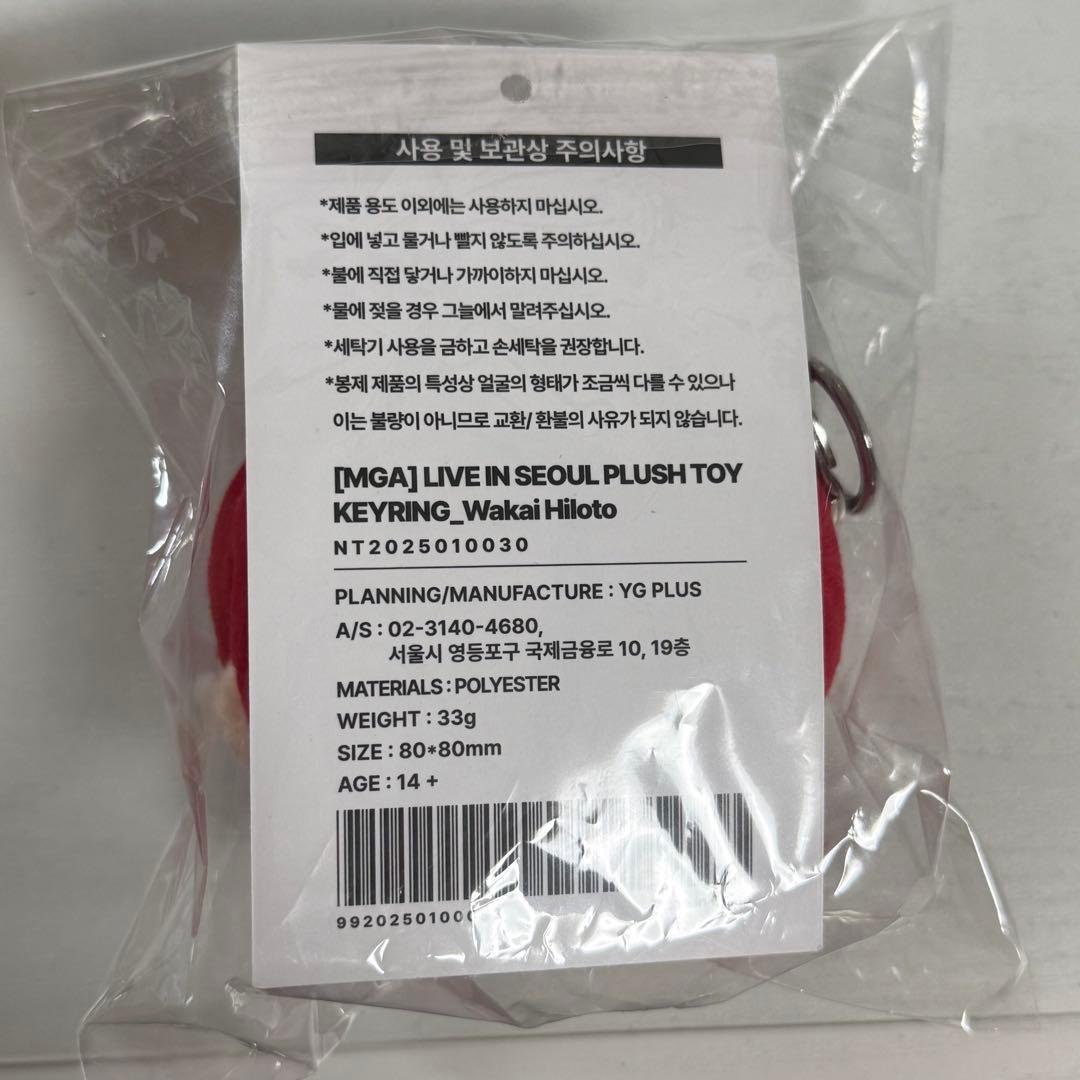 사용 및 보관상 주의사항
*제품 용도 이외에는 사용하지 마십시오.
*입에 넣고 물거나 빨지 않도록 주의하십시오.
*불에 직접 닿거나 가까이하지 마십시오.
*물에 젖을 경우 그늘에서 말려주십시오.
*세탁기 사용을 금하고 손세탁을 권장합니다.
*봉제 제품의 특성상 얼굴의 형태가 조금씩 다를 수 있으나
이는 불량이 아니므로 교환/ 환불의 사유가 되지 않습니다.
[MGA] LIVE IN SEOUL PLUSH TOY
KEYRING_Wakai Hiloto
NT2025010030
PLANNING/MANUFACTURE : YG PLUS
A/S : 02-3140-4680,
서울시 영등포구 국제금융로 10, 19층
MATERIALS : POLYESTER
WEIGHT : 33g
SIZE : 80*80mm
AGE : 14 +